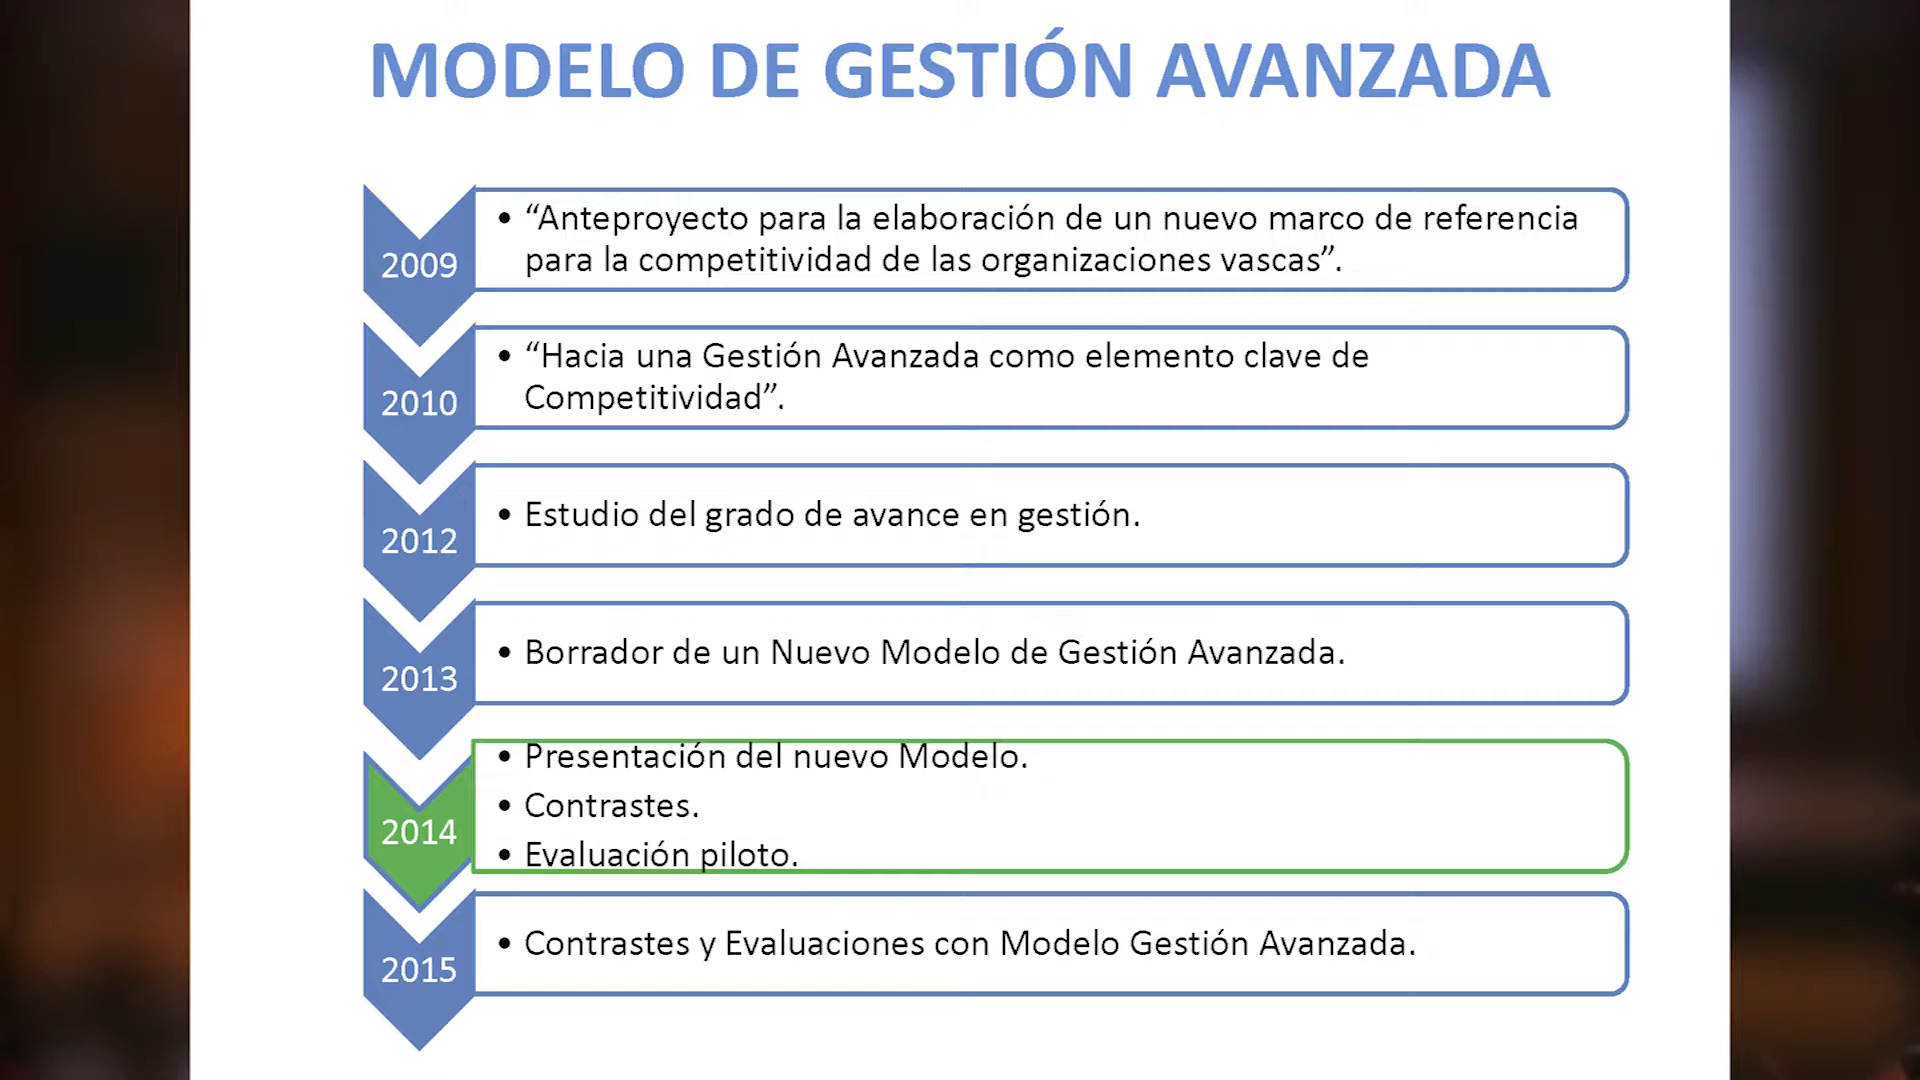 MODELO DE GESTIÓN AVANZADA
2009
• “Anteproyecto para la elaboración de un nuevo marco de referencia
para la competitividad de las organizaciones vascas”.
2010
• “Hacia una Gestión Avanzada como elemento clave de
Competitividad”.
2012
• Estudio del grado de avance en gestión.
2013
• Borrador de un Nuevo Modelo de Gestión Avanzada.
2014
• Presentación del nuevo Modelo.
• Contrastes.
• Evaluación piloto.
2015
• Contrastes y Evaluaciones con Modelo Gestión Avanzada.